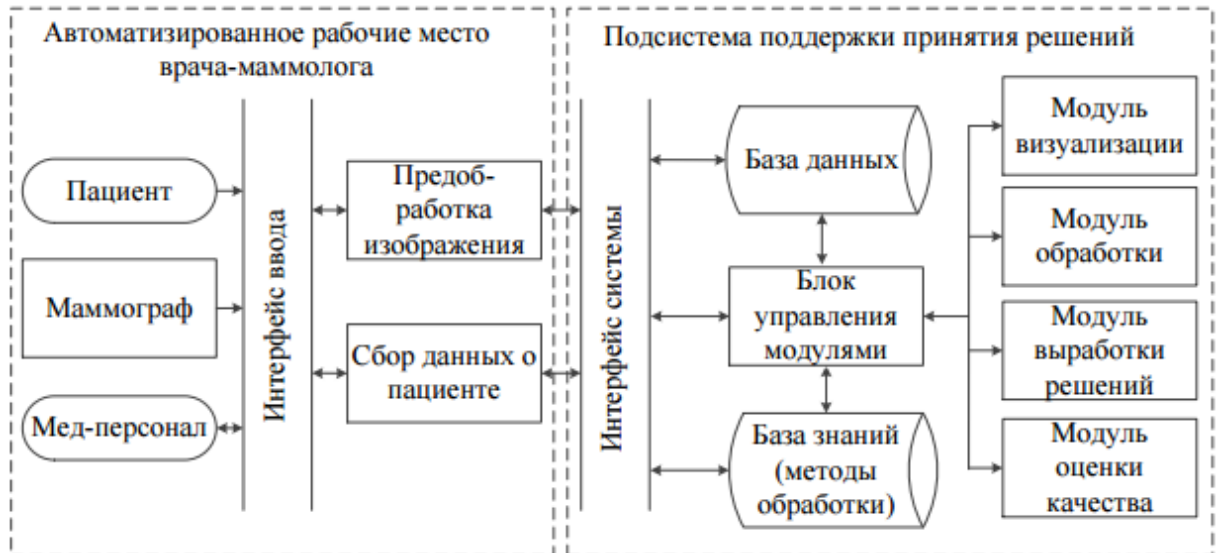 Автоматизированное рабочие место
врача-маммолога
Пациент
Маммограф
Мед-персонал
Интерфейс ввода
Предоб-
работка
изображения
Сбор данных о
пациенте
Подсистема поддержки принятия решений
Интерфейс системы
База данных
Блок
управления
модулями
База знаний
(методы
обработки)
Модуль
визуализации
Модуль
обработки
Модуль
выработки
решений
Модуль
оценки
качества